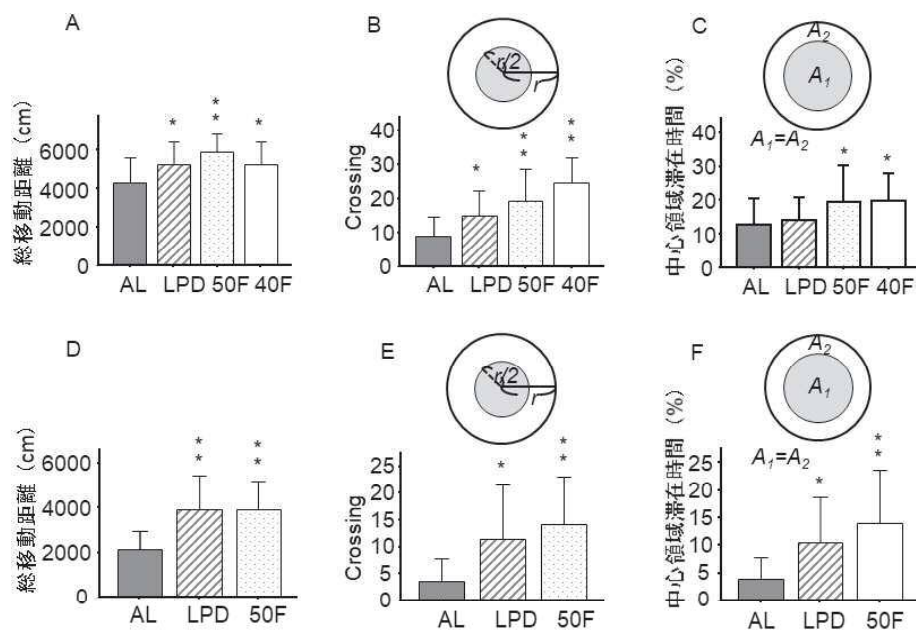 A
総移動距離 (cm)
6000
4000
2000
0
* ** *
AL LPD 50F 40F
B
r/2
r
Crossing
40
30
20
10
0
* ** **
AL LPD 50F 40F
C
A2
A1
A1=A2
中心領域滞在時間 (%)
40
30
20
10
0
* *
AL LPD 50F 40F
D
総移動距離 (cm)
6000
4000
2000
0
** **
AL LPD 50F
E
r/2
r
Crossing
25
20
15
10
5
0
* **
AL LPD 50F
F
A2
A1
A1=A2
中心領域滞在時間 (%)
25
20
15
10
5
0
* **
AL LPD 50F